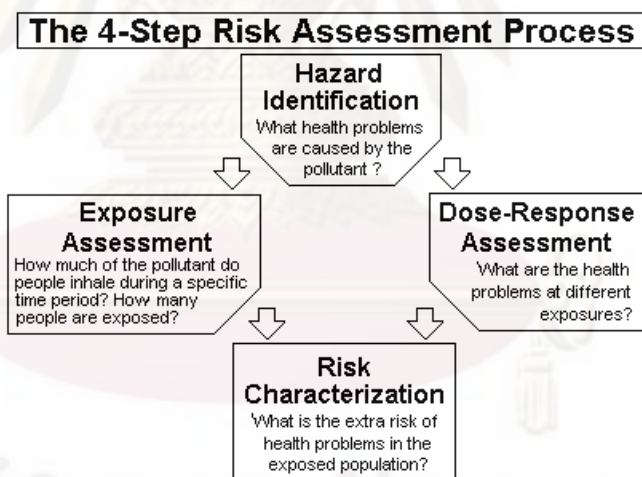 The 4-Step Risk Assessment Process
Hazard
Identification
What health problems
are caused by the
pollutant ?
Exposure
Assessment
How much of the pollutant do
people inhale during a specific
time period? How many
people are exposed?
Dose-Response
Assessment
What are the health
problems at different
exposures?
Risk
Characterization
What is the extra risk of
health problems in the
exposed population?